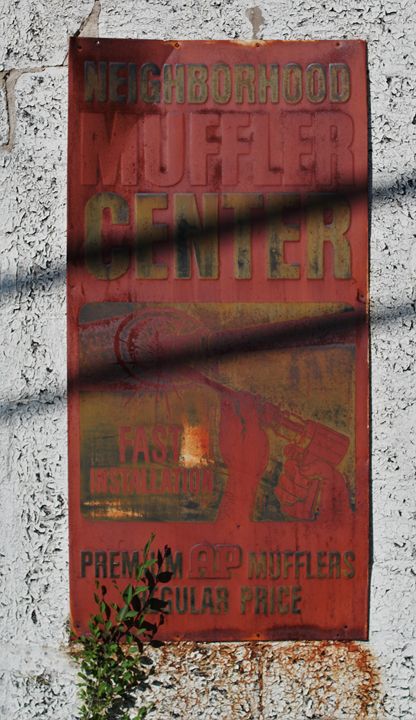 NEIGHBORHOOD
MUFFLER
CENTER
FAST
INSTALLATION
PREMIUM AP MUFFLERS
REGULAR PRICE